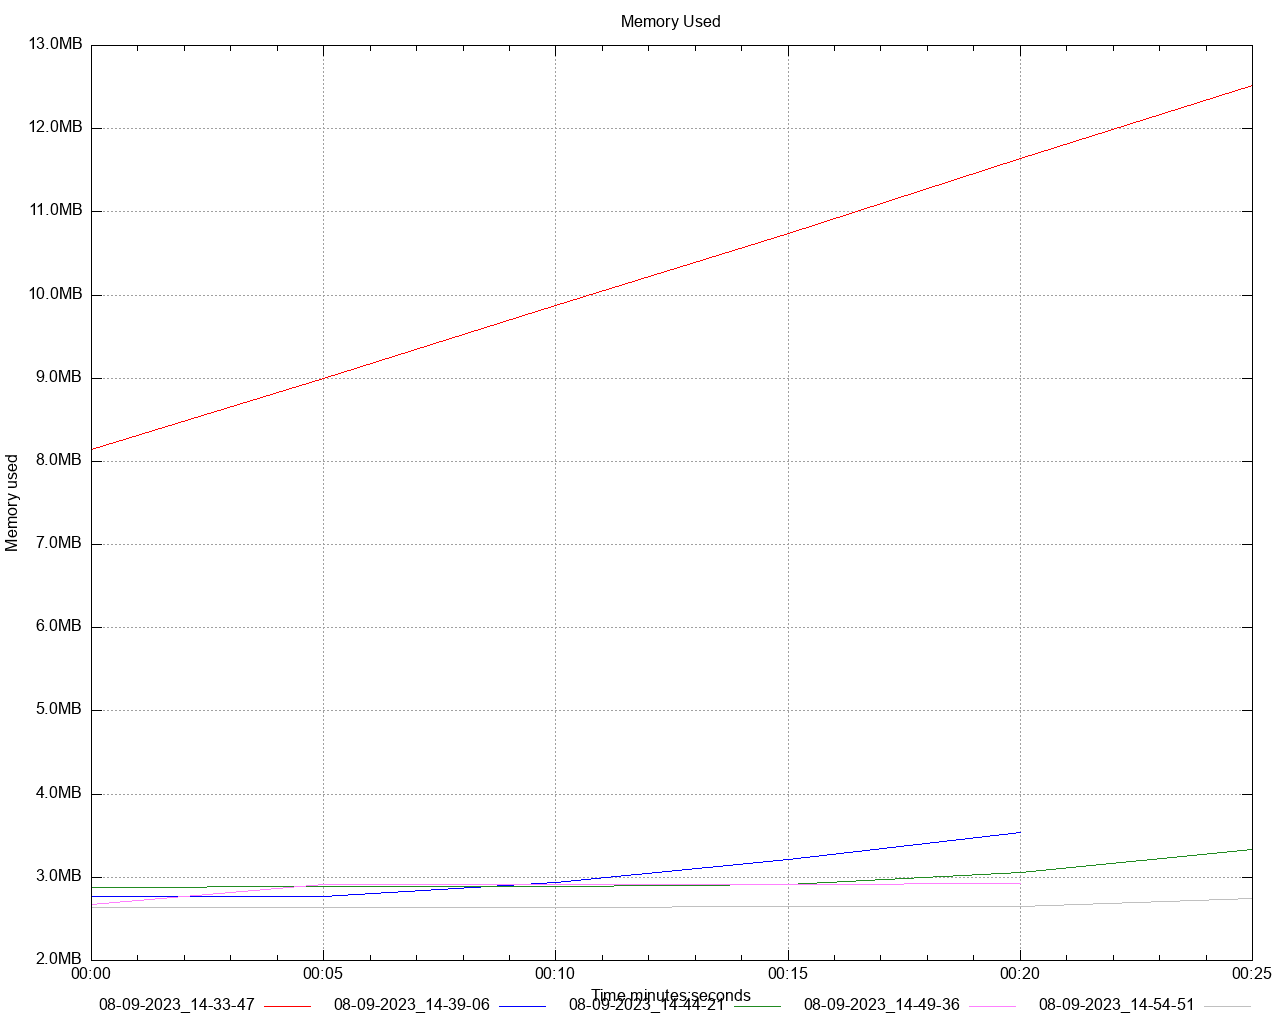 Memory Used
13.0MB
12.0MB
11.0MB
10.0MB
9.0MB
8.0MB
7.0MB
6.0MB
5.0MB
4.0MB
3.0MB
2.0MB
Memory used
00:00 00:05 00:10 00:15 00:20 00:25
Time minutes:seconds
08-09-2023_14-33-47 08-09-2023_14-39-06 08-09-2023_14-44-21 08-09-2023_14-49-36 08-09-2023_14-54-51